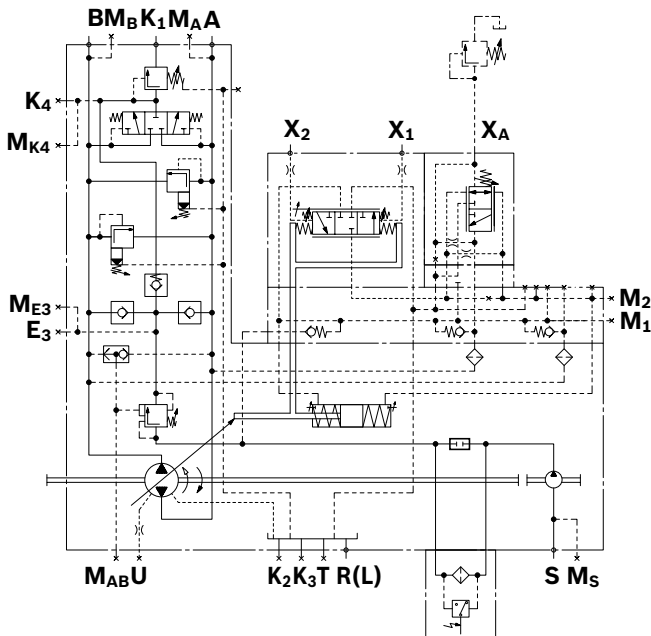 B M_B K_1 M_A A
K_4
M_K4
X_2 X_1 X_A
M_E3
E_3
M_2
M_1
M_AB U K_2 K_3 T R(L) S M_S